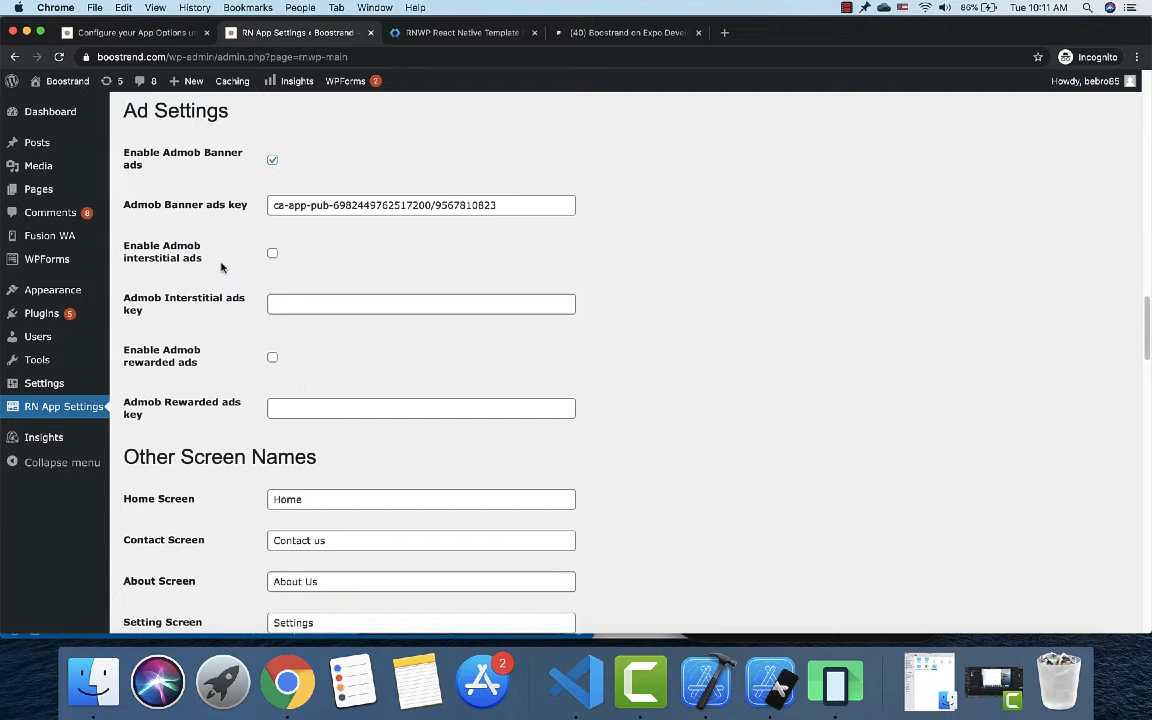 Chrome File Edit View History Bookmarks People Tab Window Help 86% Tue 10:11 AM
Configure your App Options u
RN App Settings ‹ Boostrand —
RNWP React Native Template
(40) Boostrand on Expo Devel
boostrand.com/wp-admin/admin.php?page=rnwp-main
Incognito
Boostrand 5 8 New Caching Insights WPForms 2
Howdy, bebro85
Dashboard
Posts
Media
Pages
Comments 8
Fusion WA
WPForms
Appearance
Plugins 5
Users
Tools
Settings
RN App Settings
Insights
Collapse menu
Ad Settings
Enable Admob Banner
ads
Admob Banner ads key
ca-app-pub-6982449762517200/9567810823
Enable Admob
interstitial ads
Admob Interstitial ads
key
Enable Admob
rewarded ads
Admob Rewarded ads
key
Other Screen Names
Home Screen
Home
Contact Screen
Contact us
About Screen
About Us
Setting Screen
Settings
2